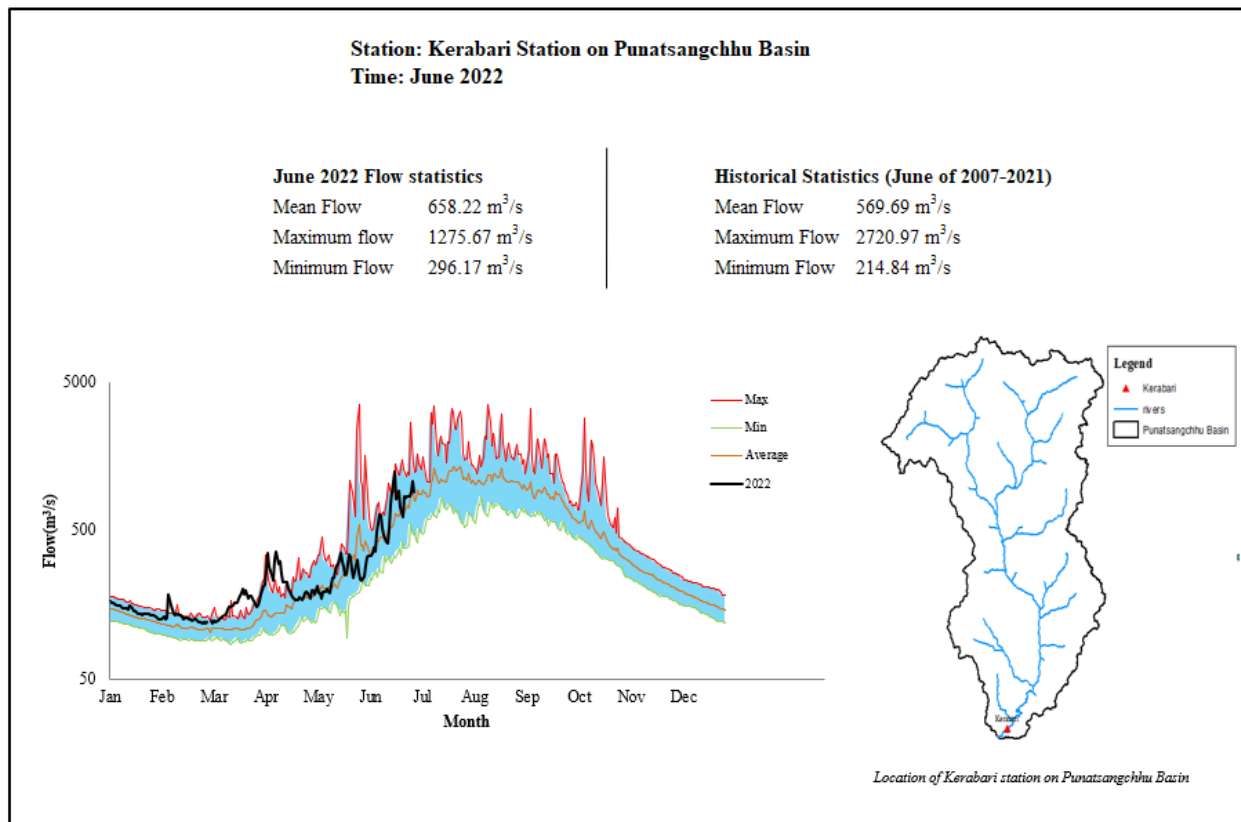 Station: Kerabari Station on Punatsangchhu Basin
Time: June 2022
June 2022 Flow statistics
Mean Flow 658.22 m³/s
Maximum flow 1275.67 m³/s
Minimum Flow 296.17 m³/s
Historical Statistics (June of 2007-2021)
Mean Flow 569.69 m³/s
Maximum Flow 2720.97 m³/s
Minimum Flow 214.84 m³/s
5000
500
50
Flow(m³/s)
Jan Feb Mar Apr May Jun Jul Aug Sep Oct Nov Dec
Month
Max
Min
Average
2022
Legend
Kerabari
rivers
Punatsangchhu Basin
Location of Kerabari station on Punatsangchhu Basin